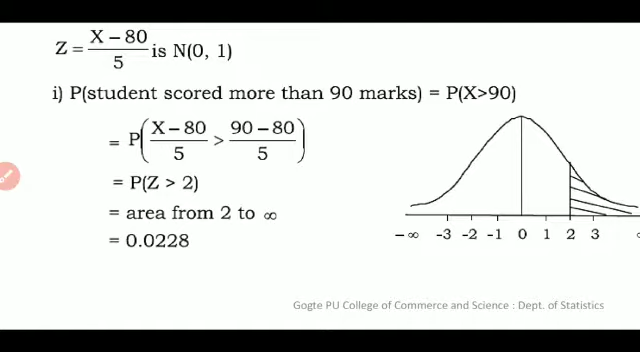 Z = X – 80 / 5 is N(0, 1)
i) P(student scored more than 90 marks) = P(X>90)
= P( X – 80 / 5 > 90 – 80 / 5 )
= P(Z > 2)
= area from 2 to ∞
= 0.0228
– ∞ -3 -2 -1 0 1 2 3
Gogte PU College of Commerce and Science : Dept. of Statistics